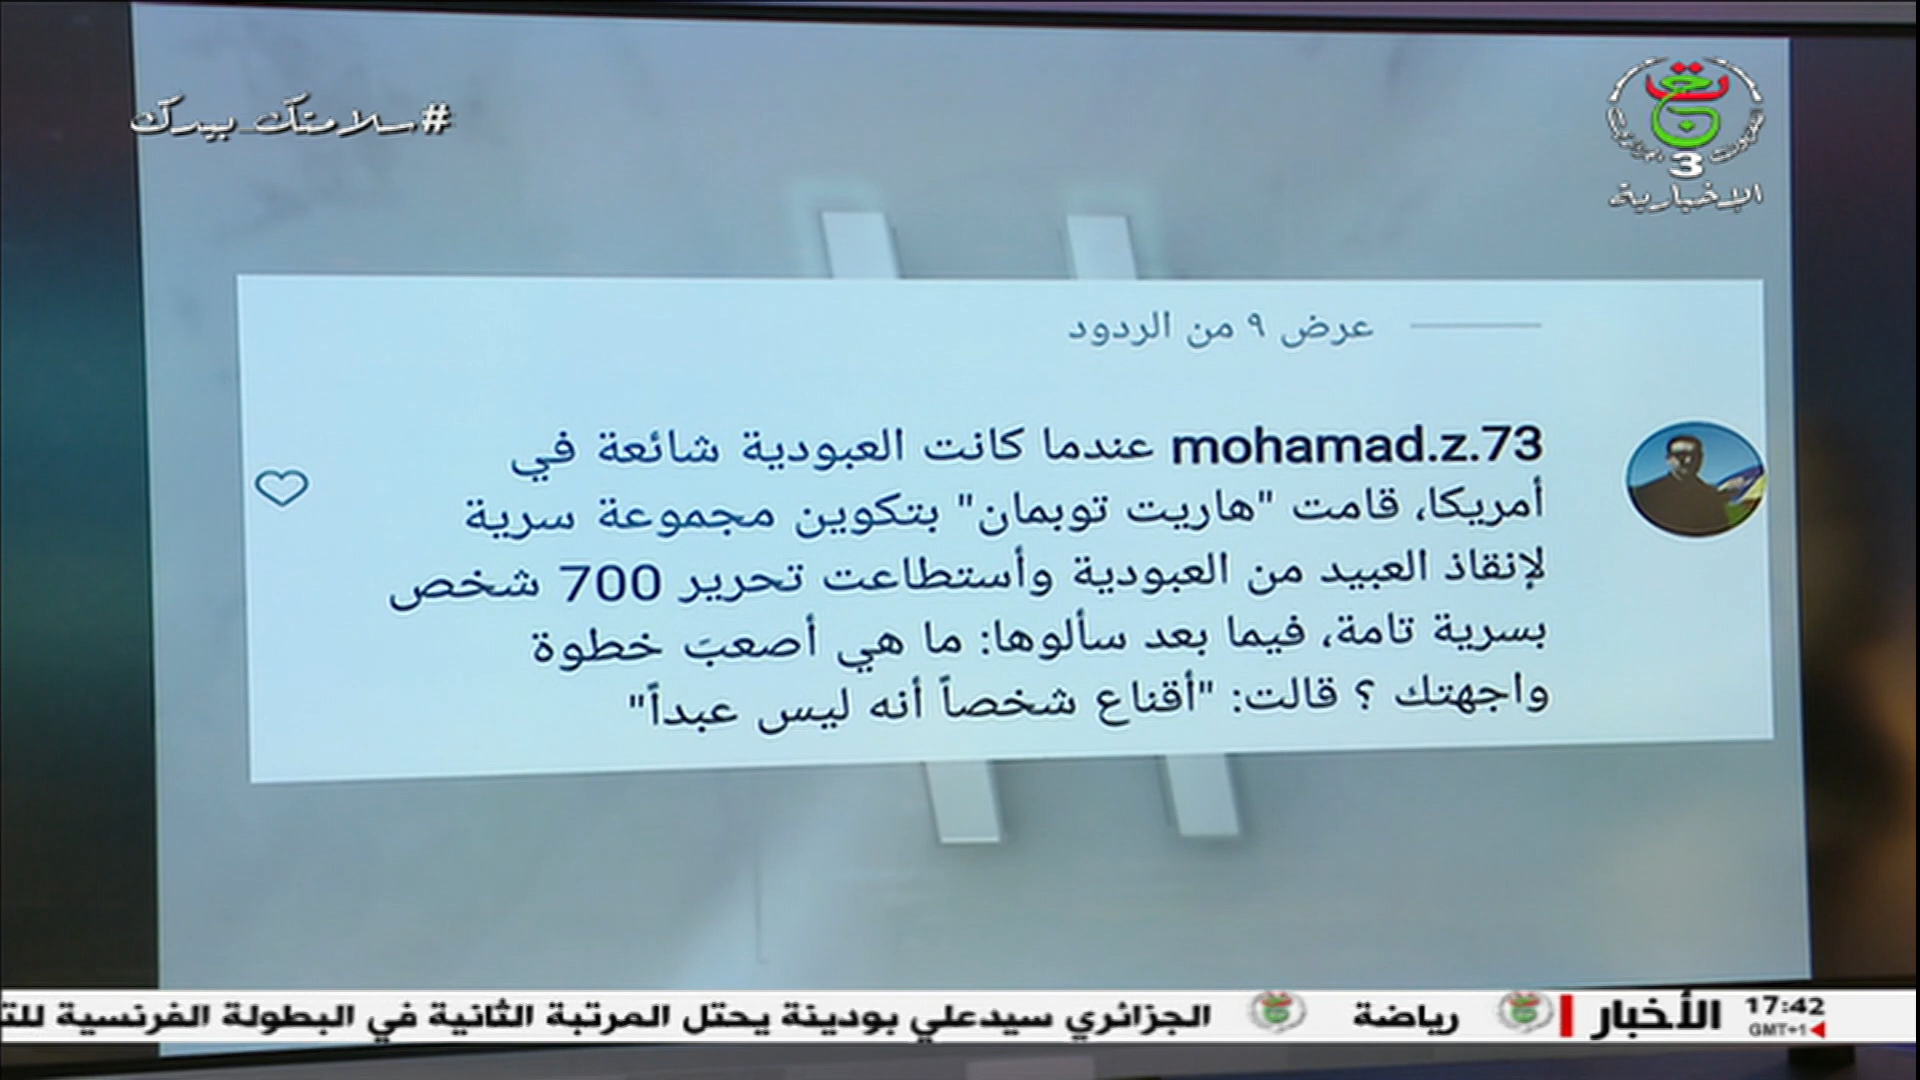 #سلامتك_بيدك
3
الإخبارية
عرض ٩ من الردود
mohamad.z.73 عندما كانت العبودية شائعة في
أمريكا، قامت "هاريت توبمان" بتكوين مجموعة سرية
لإنقاذ العبيد من العبودية وأستطاعت تحرير 700 شخص
بسرية تامة، فيما بعد سألوها: ما هي أصعبَ خطوة
واجهتك ؟ قالت: "أقناع شخصاً أنه ليس عبداً"
17:42
GMT+1
الأخبار
رياضة
الجزائري سيدعلي بودينة يحتل المرتبة الثانية في البطولة الفرنسية